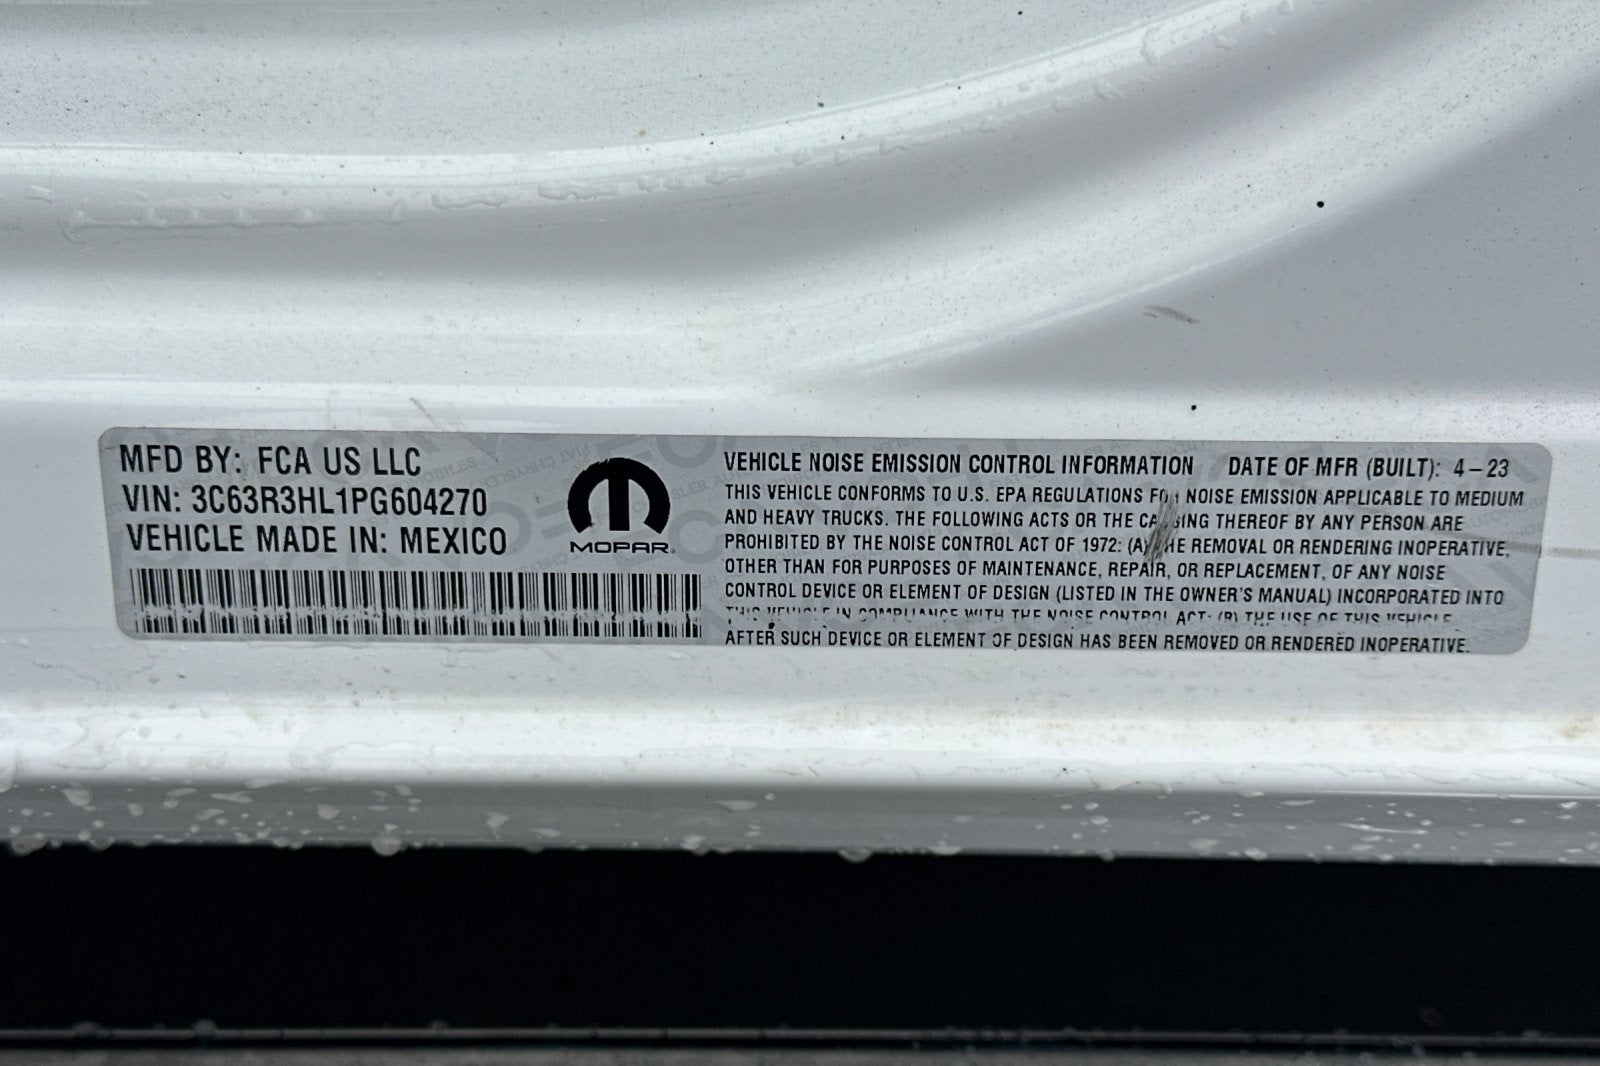 MFD BY: FCA US LLC
VIN: 3C63R3HL1PG604270
VEHICLE MADE IN: MEXICO
MOPAR
VEHICLE NOISE EMISSION CONTROL INFORMATION DATE OF MFR (BUILT): 4-23
THIS VEHICLE CONFORMS TO U.S. EPA REGULATIONS NOISE EMISSION APPLICABLE TO MEDIUM
AND HEAVY TRUCKS. THE FOLLOWING ACTS OR THE THEREOF BY ANY PERSON ARE
PROHIBITED BY THE NOISE CONTROL ACT OF 1972: (A) REMOVAL OR RENDERING INOPERATIVE,
OTHER THAN FOR PURPOSES OF MAINTENANCE, REPAIR, OR REPLACEMENT, OF ANY NOISE
CONTROL DEVICE OR ELEMENT OF DESIGN (LISTED IN THE OWNER'S MANUAL) INCORPORATED INTO
THIS VEHICLE IN COMPLIANCE WITH THE NOISE CONTROL ACT; (B) THE USE OF THIS VEHICLE
AFTER SUCH DEVICE OR ELEMENT OF DESIGN HAS BEEN REMOVED OR RENDERED INOPERATIVE.